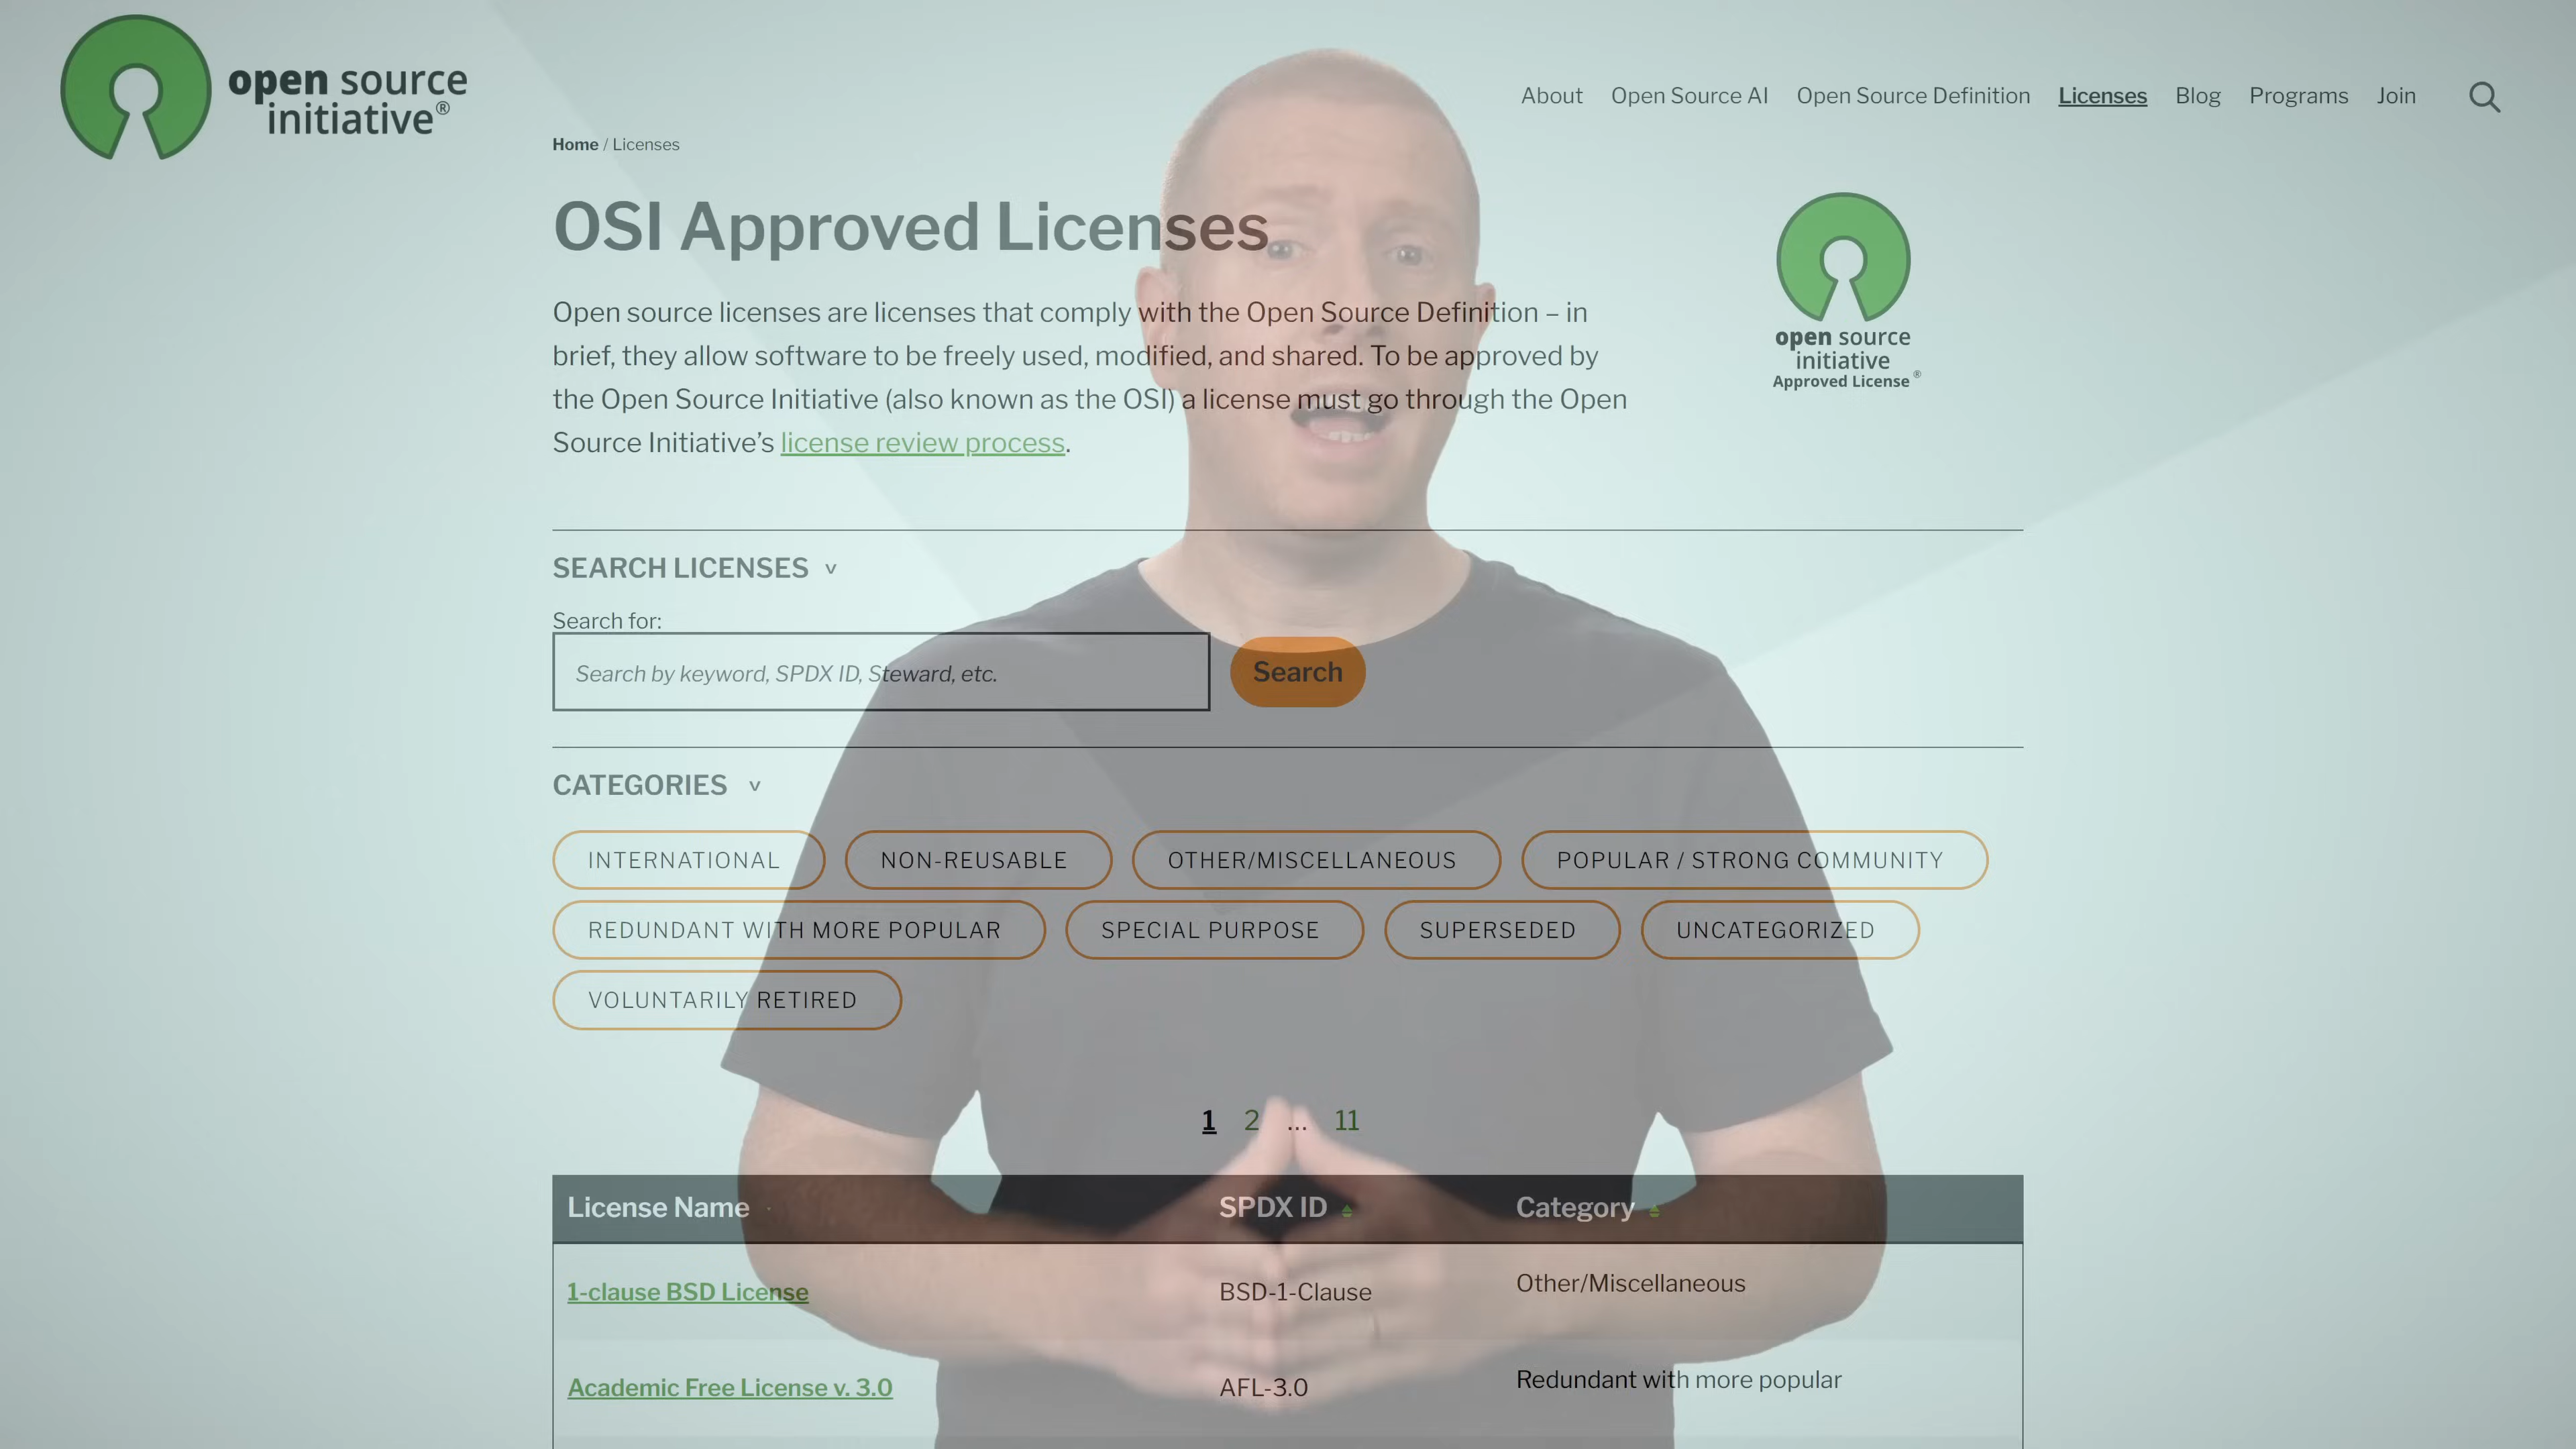 open source
initiative®
About Open Source AI Open Source Definition Licenses Blog Programs Join
Home / Licenses
OSI Approved Licenses
Open source licenses are licenses that comply with the Open Source Definition – in
brief, they allow software to be freely used, modified, and shared. To be approved by
the Open Source Initiative (also known as the OSI) a license must go through the Open
Source Initiative’s license review process.
open source
initiative
Approved License ®
SEARCH LICENSES v
Search for:
Search by keyword, SPDX ID, Steward, etc.
Search
CATEGORIES v
INTERNATIONAL NON-REUSABLE OTHER/MISCELLANEOUS POPULAR / STRONG COMMUNITY
REDUNDANT WITH MORE POPULAR SPECIAL PURPOSE SUPERSEDED UNCATEGORIZED
VOLUNTARILY RETIRED
1 2 … 11
License Name SPDX ID Category
1-clause BSD License BSD-1-Clause Other/Miscellaneous
Academic Free License v. 3.0 AFL-3.0 Redundant with more popular